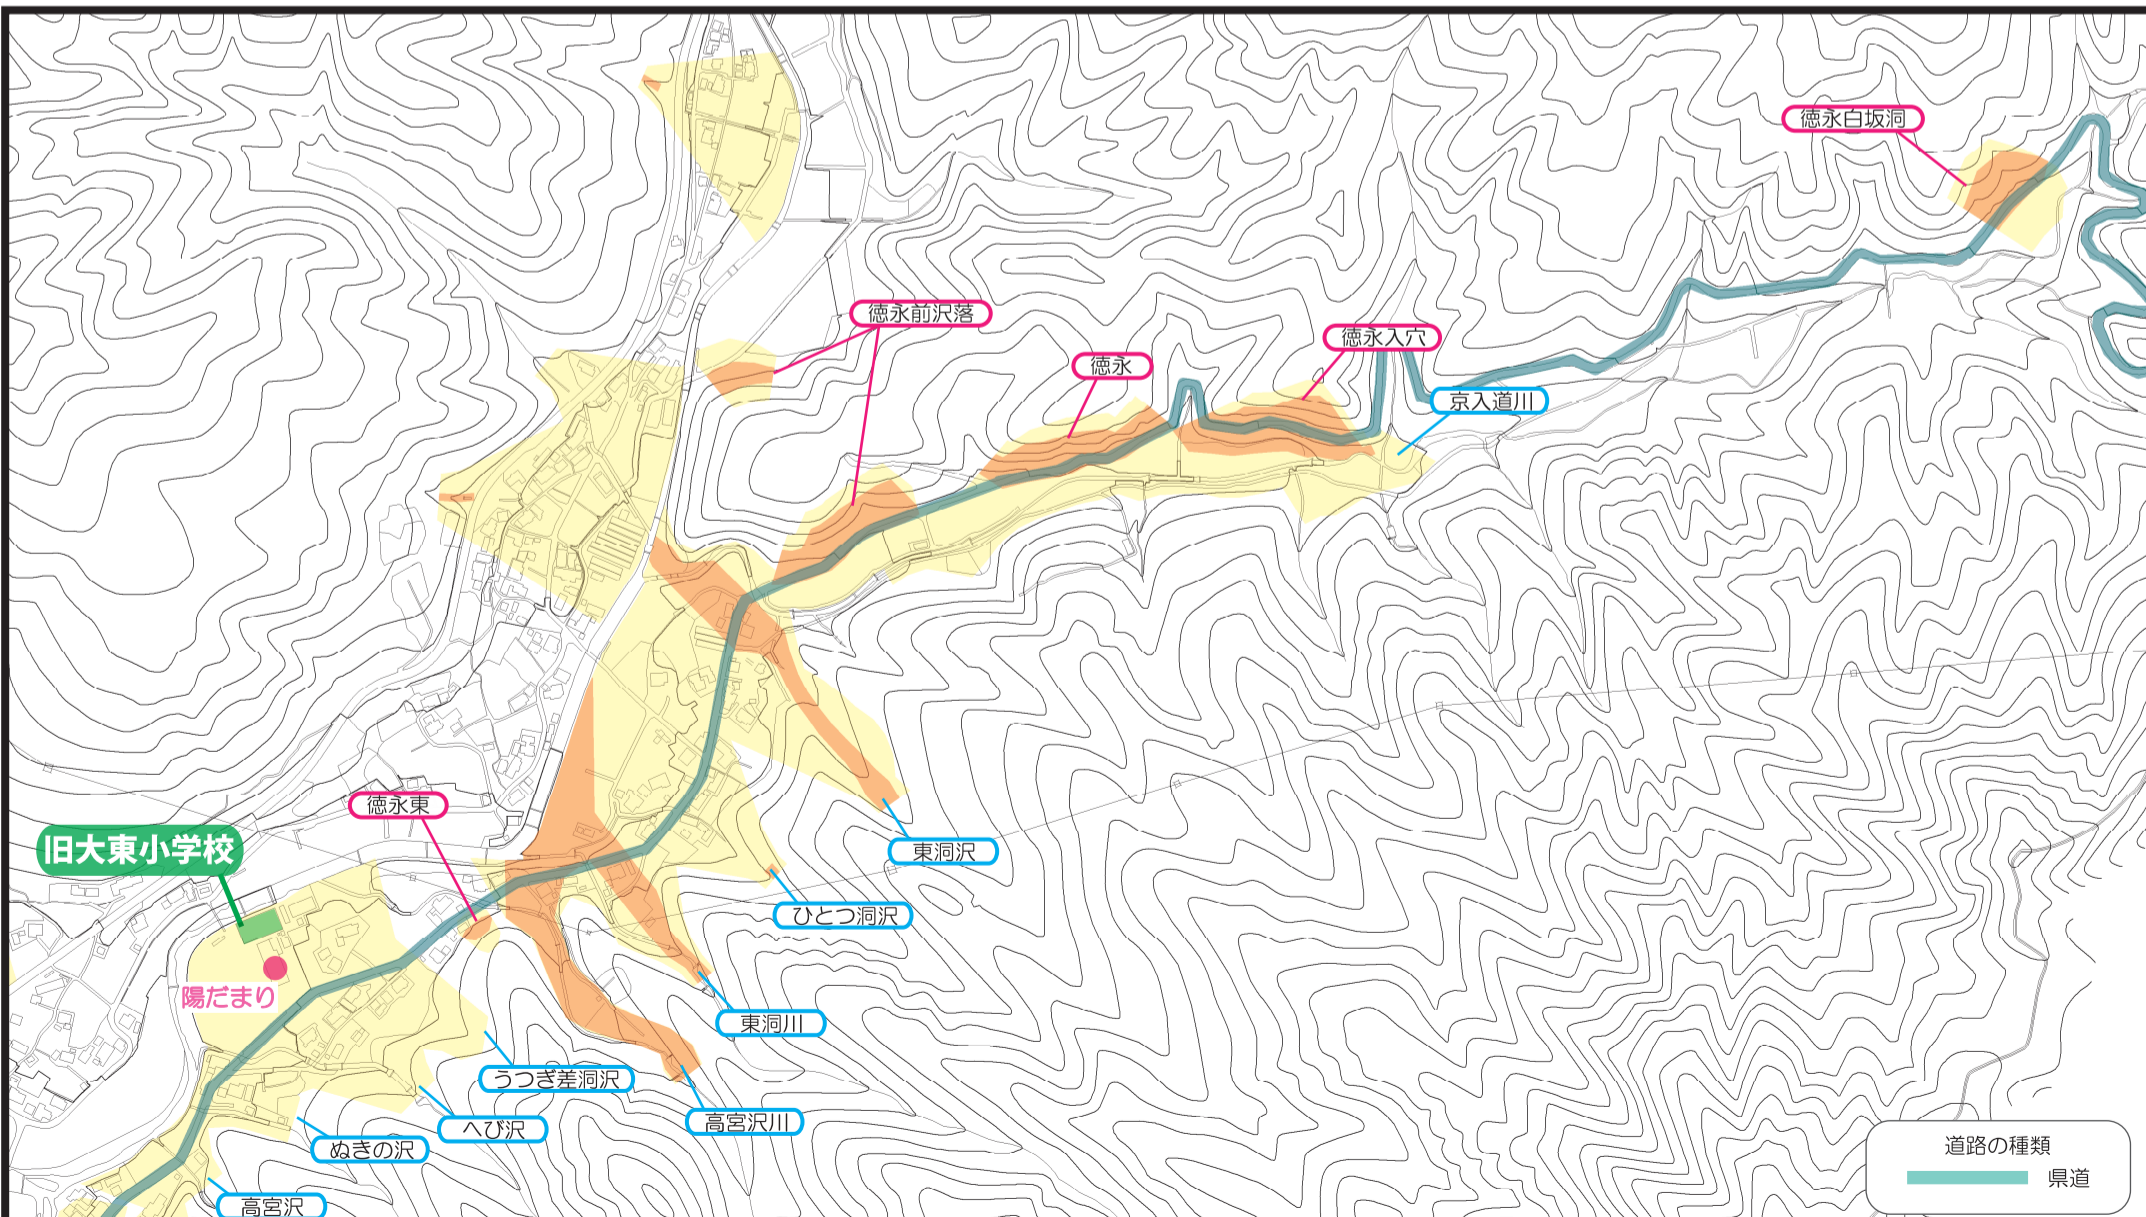 徳永白坂洞
徳永前沢落
徳永入穴
徳永
京入道川
徳永東
旧大東小学校
東洞沢
ひとつ洞沢
陽だまり
東洞川
うつぎ差洞沢
高宮沢川
へび沢
ぬきの沢
高宮沢
道路の種類
県道